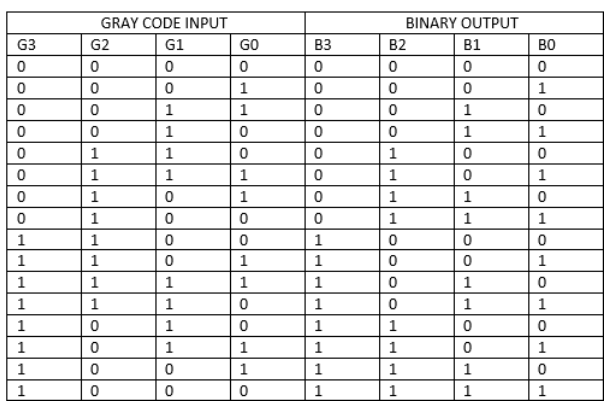 GRAY CODE INPUT BINARY OUTPUT
G3 G2 G1 G0 B3 B2 B1 B0
0 0 0 0 0 0 0 0
0 0 0 1 0 0 0 1
0 0 1 1 0 0 1 0
0 0 1 0 0 0 1 1
0 1 1 0 0 1 0 0
0 1 1 1 0 1 0 1
0 1 0 1 0 1 1 0
0 1 0 0 0 1 1 1
1 1 0 0 1 0 0 0
1 1 0 1 1 0 0 1
1 1 1 1 1 0 1 0
1 1 1 0 1 0 1 1
1 0 1 0 1 1 0 0
1 0 1 1 1 1 0 1
1 0 0 1 1 1 1 0
1 0 0 0 1 1 1 1